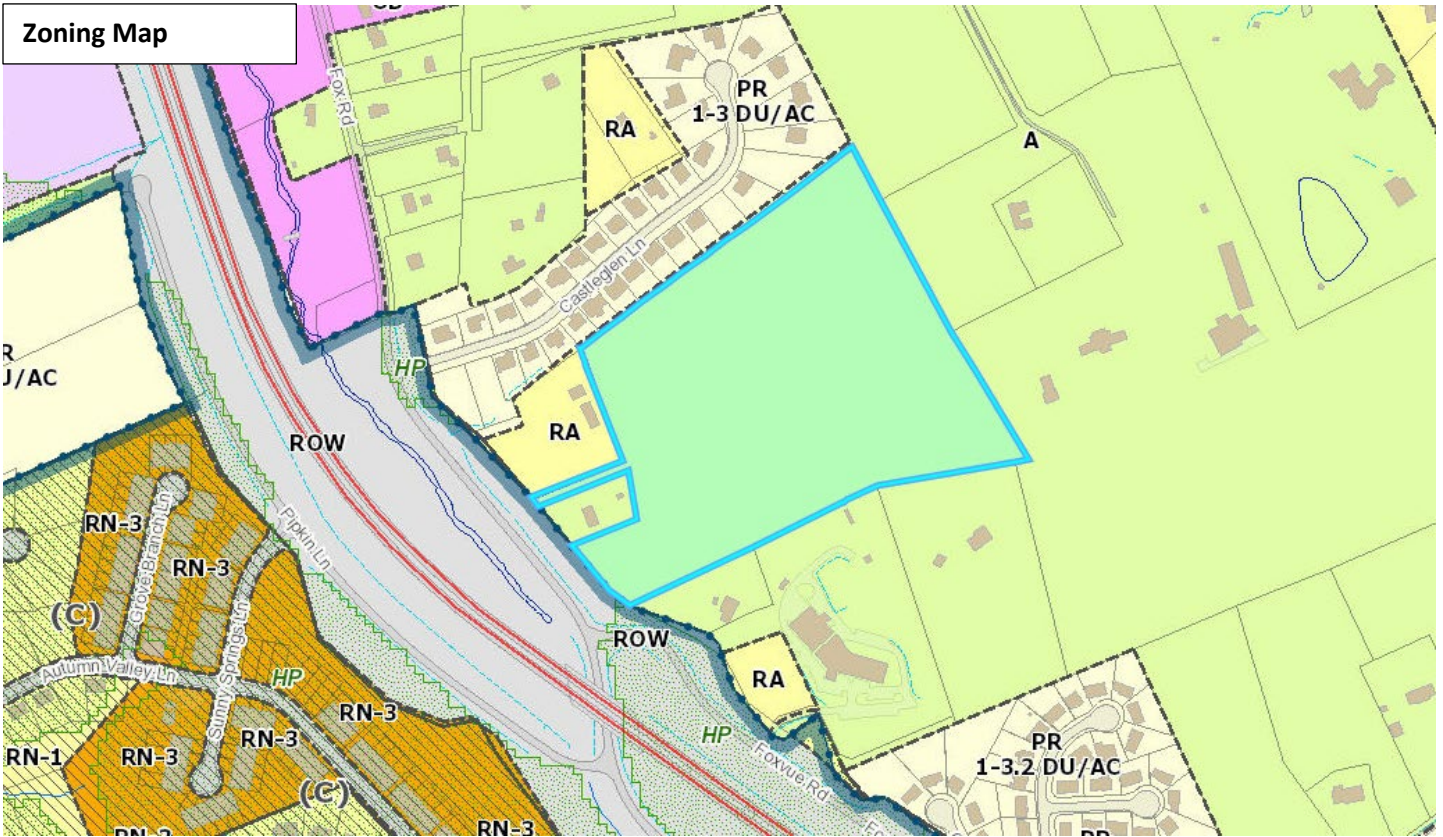 Zoning Map
Fox Rd
RA
PR
1-3 DU/AC
A
Castleglen Ln
HP
J/AC
ROW
RA
RN-3
Grove Branch Ln
RN-3
Pipkin Ln
(C)
Sunny Springs Ln
Autumn Valley Ln
HP
RN-3
ROW
RA
HP
Foxvue Rd
PR
1-3.2 DU/AC
RN-1
RN-3
RN-3
(C)
RN-3
PR